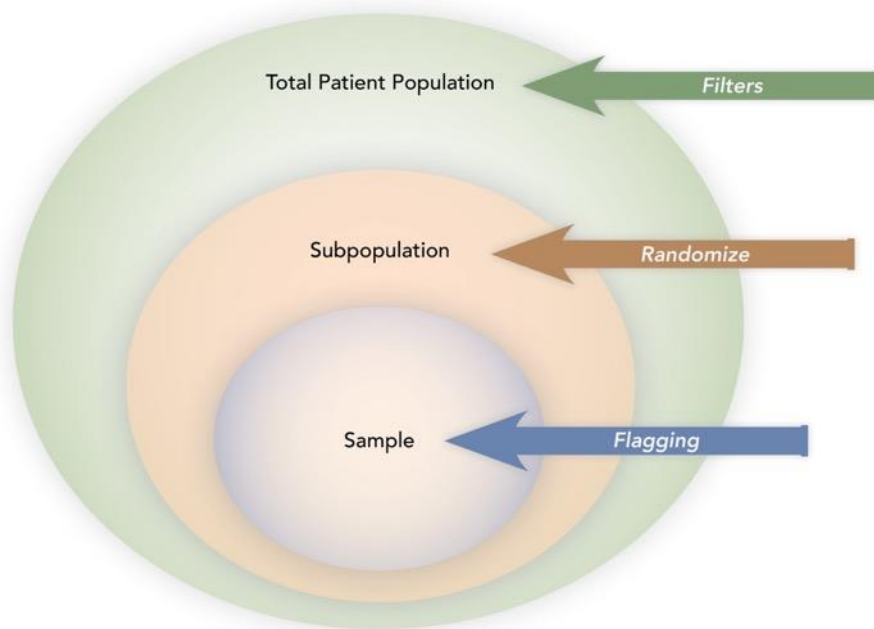 Total Patient Population
Filters
Subpopulation
Randomize
Sample
Flagging